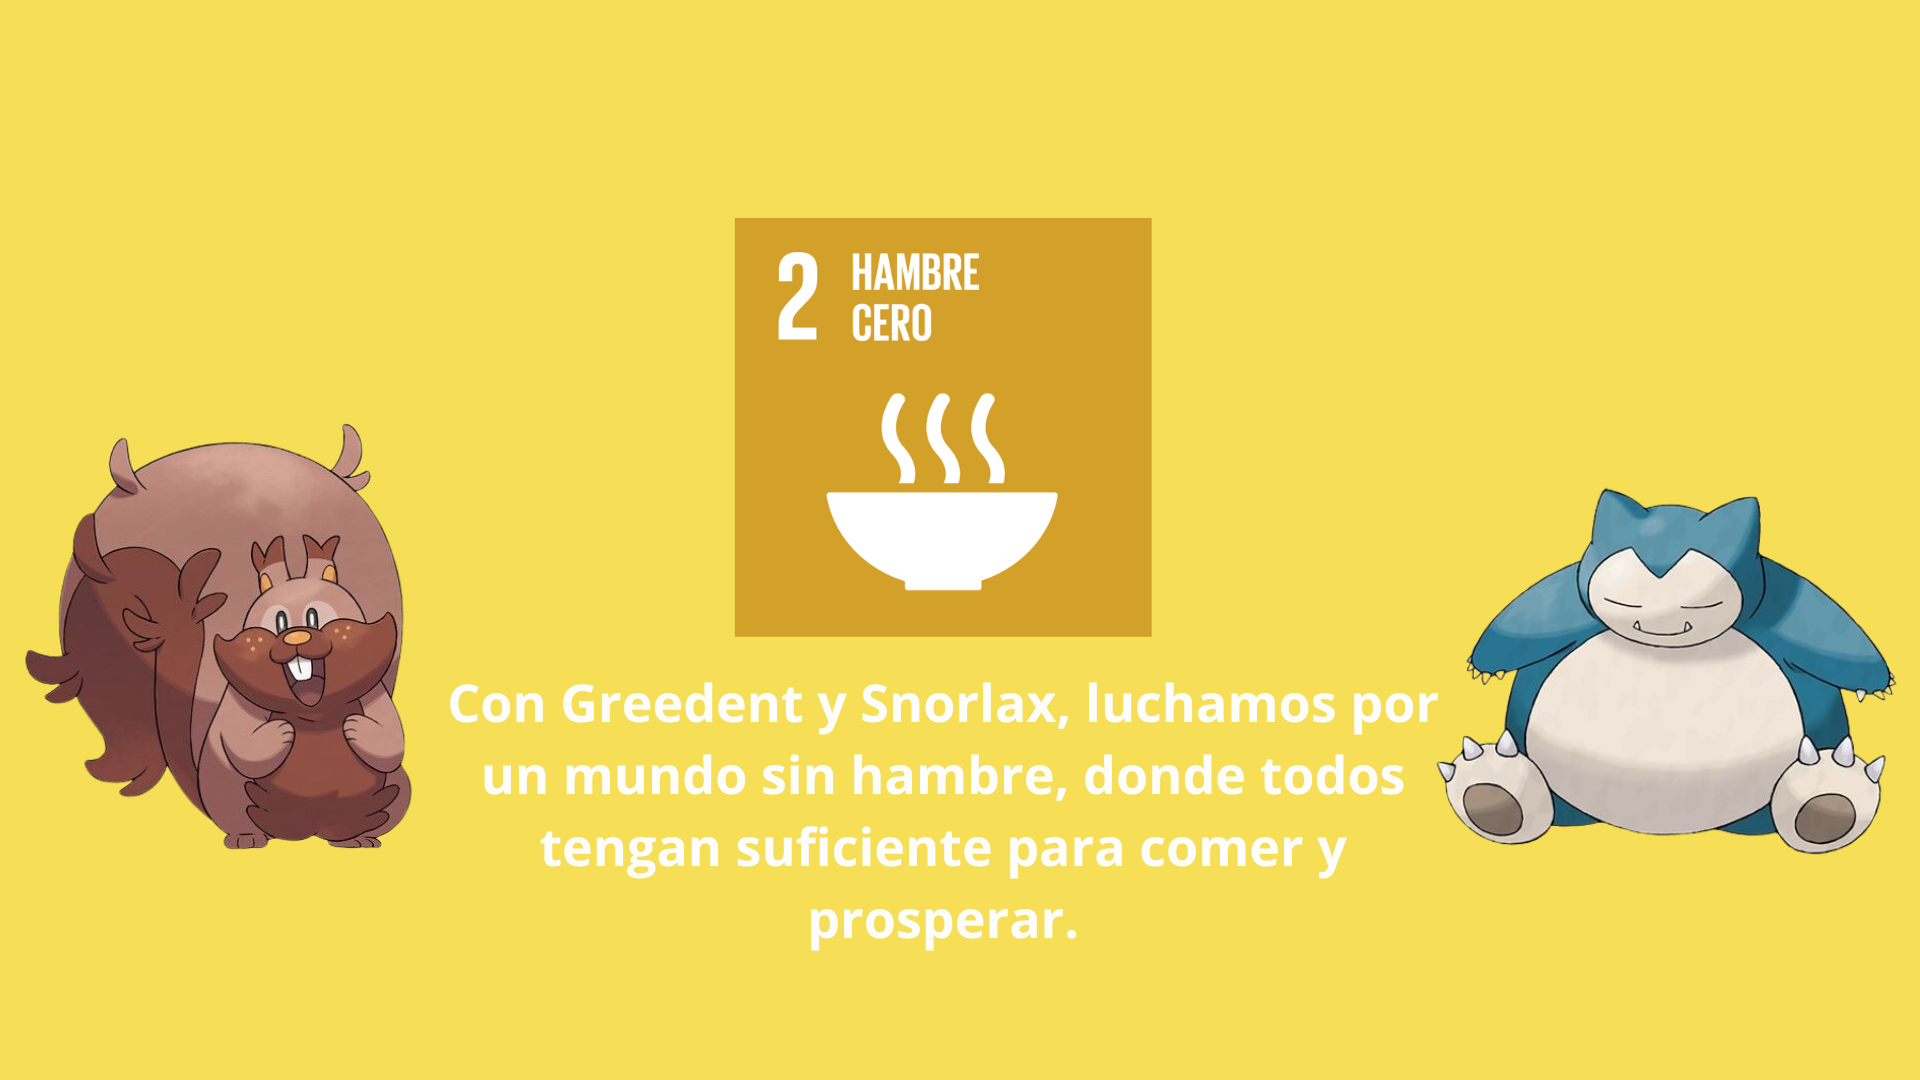 2 HAMBRE
CERO
Con Greedent y Snorlax, luchamos por
un mundo sin hambre, donde todos
tengan suficiente para comer y
prosperar.